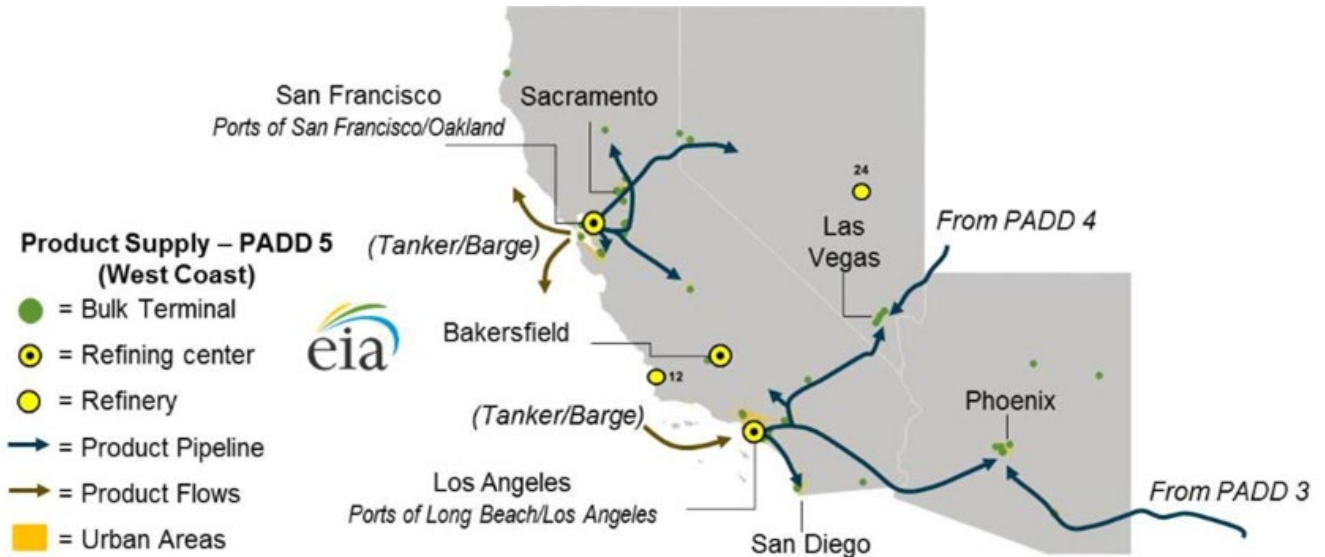 San Francisco
Ports of San Francisco/Oakland
Sacramento
24
Las
Vegas
From PADD 4
(Tanker/Barge)
Product Supply – PADD 5
(West Coast)
= Bulk Terminal
= Refining center
= Refinery
= Product Pipeline
= Product Flows
= Urban Areas
eia
Bakersfield
12
(Tanker/Barge)
Phoenix
Los Angeles
Ports of Long Beach/Los Angeles
From PADD 3
San Diego